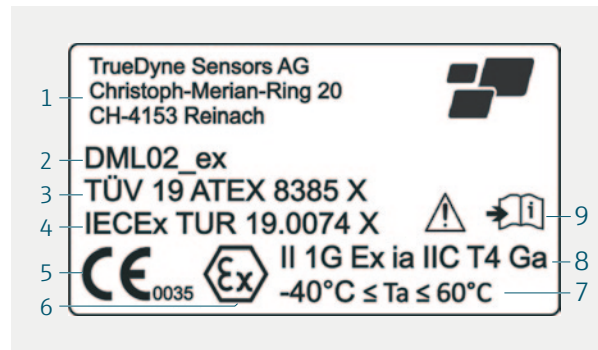 TrueDyne Sensors AG
1 Christoph-Merian-Ring 20
CH-4153 Reinach
2 DML02_ex
3 TÜV 19 ATEX 8385 X
4 IECEx TUR 19.0074 X i 9
II 1G Ex ia IIC T4 Ga 8
5 CE 0035 Ex
6 -40°C ≤ Ta ≤ 60°C 7